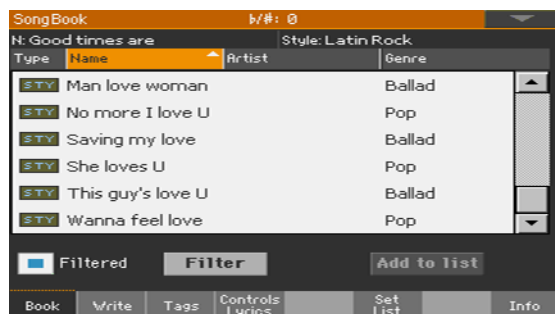 SongBook ♭/#: 0
N: Good times are Style: Latin Rock
Type Name Artist Genre
STY Man love woman Ballad
STY No more I love U Pop
STY Saving my love Ballad
STY She loves U Pop
STY This guy's love U Ballad
STY Wanna feel love Pop
Filtered Filter Add to list
Book Write Tags Controls Lyrics Set List Info